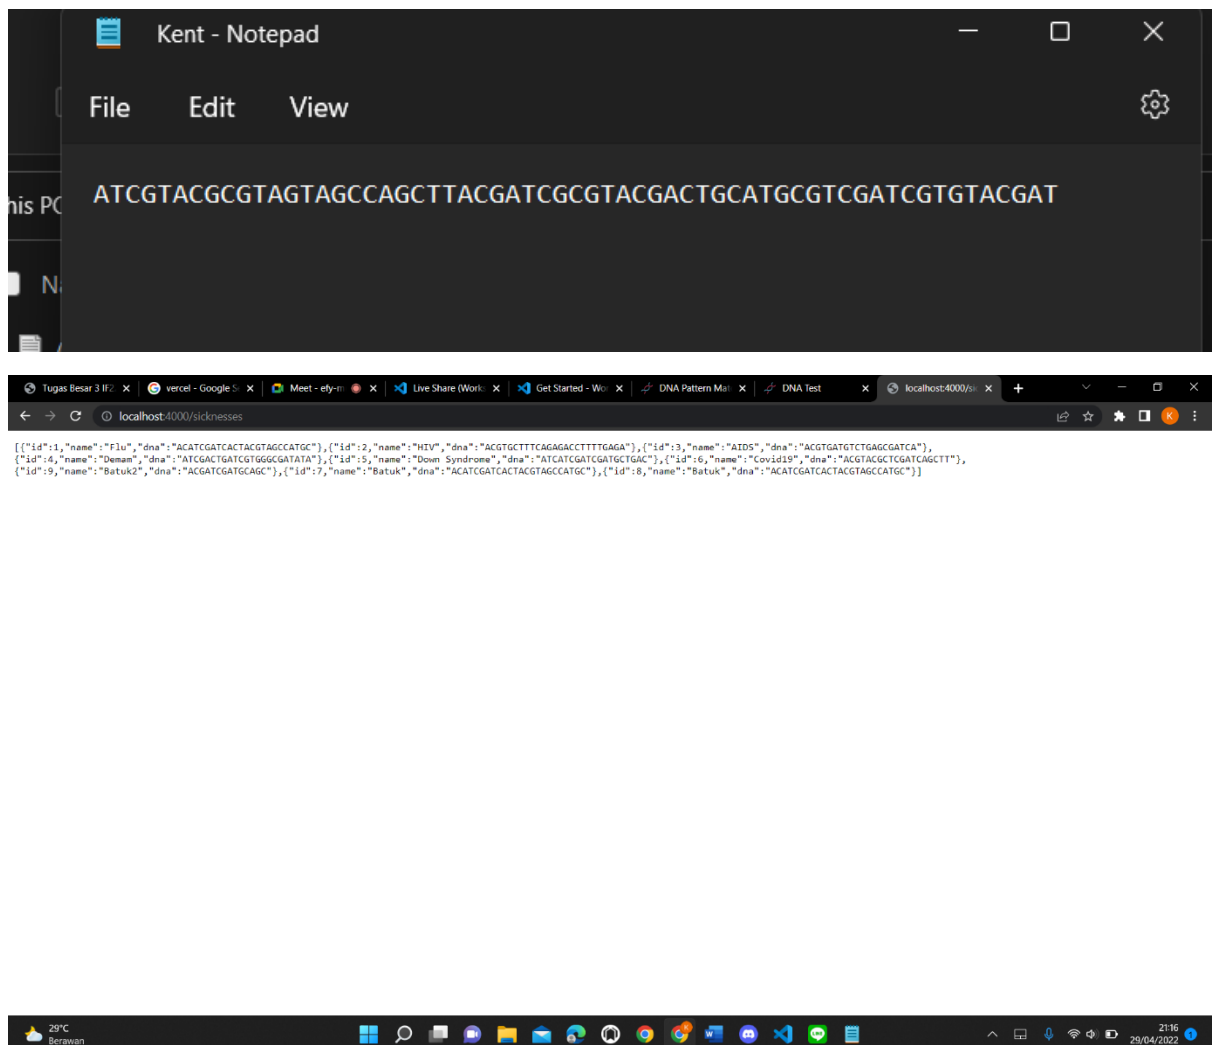 Kent - Notepad
File Edit View
his PC
ATCGTACGCGTAGTAGCCAGCTTACGATCGCGTACGACTGCATGCGTCGATCGTGTACGAT
Tugas Besar 3 IF2 vercel - Google S Meet - efy-m Live Share (Work DNA Pattern Mat DNA Test localhost:4000/si
Get Started - Wo
localhost:4000/sicknesses
[{"id":1,"name":"Flu","dna":"ACATCGATCACTACGTAGCCATGC"},{"id":2,"name":"HIV","dna":"ACGTGCTTTCAGAGACCTTTTGAGA"},{"id":3,"name":"AIDS","dna":"ACGTGATGTCTGAGCGATCA"},
{"id":4,"name":"Demam","dna":"ATCGACTGATCGTGGGCGATATA"},{"id":5,"name":"Down Syndrome","dna":"ATCATCGATCGATGCTGAC"},{"id":6,"name":"Covid19","dna":"ACGTACGCTCGATCAGCTT"},
{"id":9,"name":"Batuk2","dna":"ACGATCGATGCAGC"},{"id":7,"name":"Batuk","dna":"ACATCGATCACTACGTAGCCATGC"},{"id":8,"name":"Batuk","dna":"ACATCGATCACTACGTAGCCATGC"}]
29°C
Berawan
21:16
29/04/2022